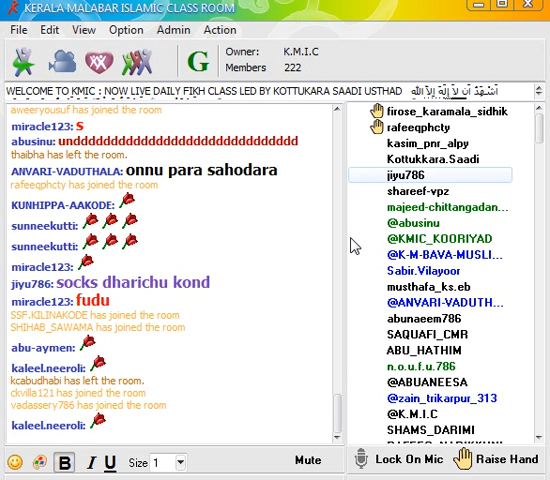 KERALA MALABAR ISLAMIC CLASS ROOM
File Edit View Option Admin Action
G
Owner: K.M.I.C
Members 222
WELCOME TO KMIC : NOW LIVE DAILY FIKH CLASS LED BY KOTTUKARA SAADI USTHAD
aweeryousuf has joined the room
miracle123: S
abusinu: undddddddddddddddddddddddddddddd
thaibha has left the room.
ANVARI-VADUTHALA: onnu para sahodara
rafeeqphcty has joined the room
KUNHIPPA-AAKODE:
sunneekutti:
sunneekutti:
miracle123:
jiyu786: socks dharichu kond
miracle123: fudu
SSF.KILINAKODE has joined the room
SHIHAB_SAWAMA has joined the room
abu-aymen:
kaleel.neeroli:
kcabudhabi has left the room.
ckvilla121 has joined the room
vadassery786 has joined the room
kaleel.neeroli:
B I U Size 1 Mute
firose_karamala_sidhik
rafeeqphcty
kasim_pnr_alpy
Kottukkara.Saadi
jiyu786
shareef-vpz
majeed-chittangadan...
@abusinu
@KMIC_KOORIYAD
@K-M-BAVA-MUSLI...
Sabir.Vilayoor
musthafa_ks.eb
@ANVARI-VADUTH...
abunaeem786
SAQUAFI_CMR
ABU_HATHIM
n.o.u.f.u.786
@ABUANEESA
@zain_trikarpur_313
@K.M.I.C
SHAMS_DARIMI
Lock On Mic Raise Hand